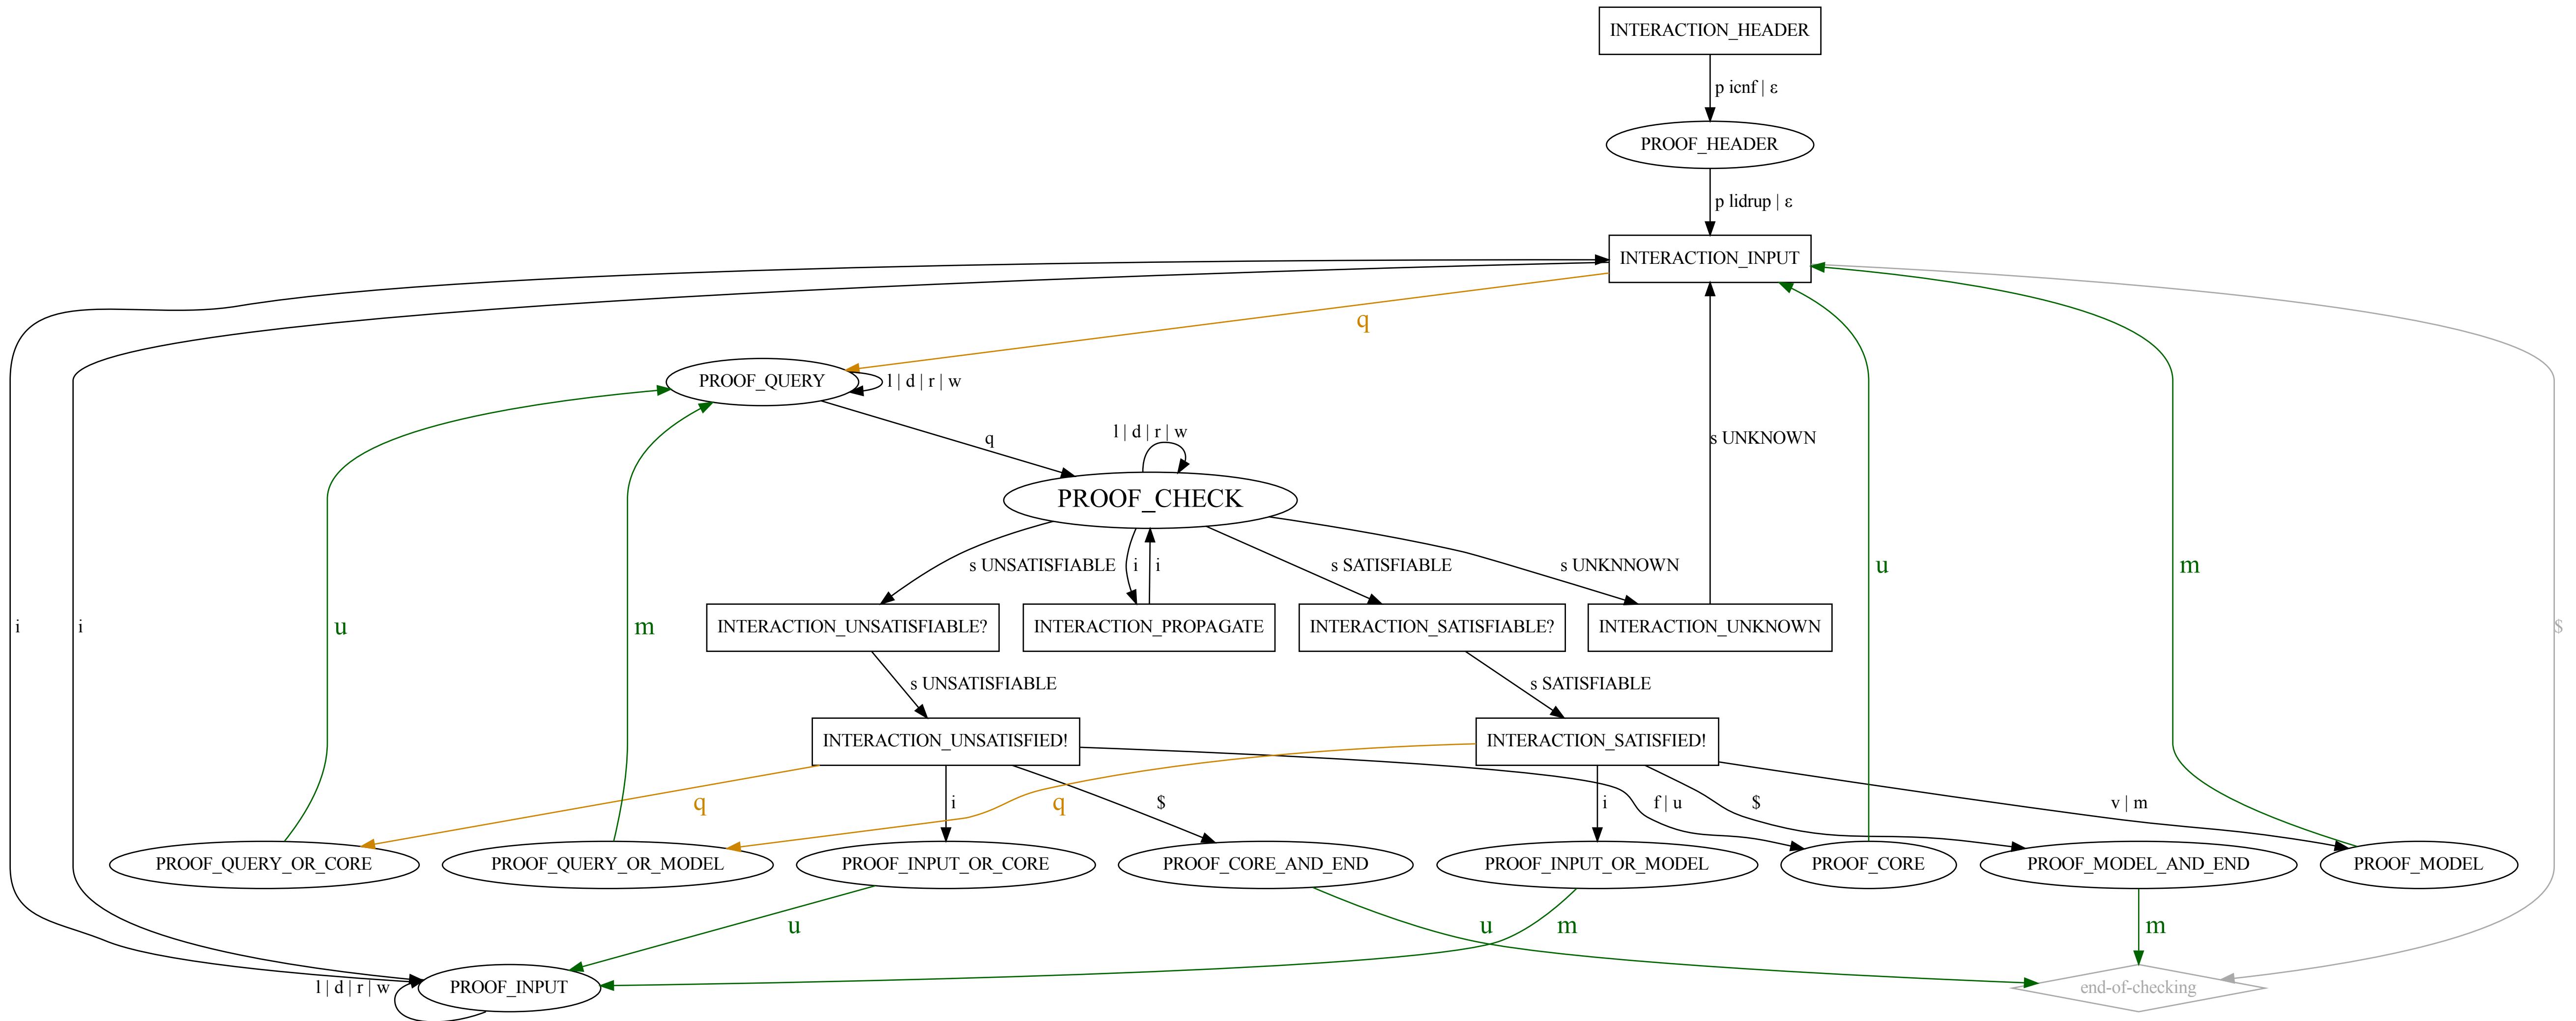 INTERACTION_HEADER
p icnf | ε
PROOF_HEADER
p lidrup | ε
INTERACTION_INPUT
q
PROOF_QUERY
l | d | r | w
q
l | d | r | w
s UNKNOWN
PROOF_CHECK
s UNSATISFIABLE
i
i
s SATISFIABLE
s UNKNNOWN
u
m
i
i
u
m
INTERACTION_UNSATISFIABLE?
INTERACTION_PROPAGATE
INTERACTION_SATISFIABLE?
INTERACTION_UNKNOWN
$
s UNSATISFIABLE
s SATISFIABLE
INTERACTION_UNSATISFIED!
INTERACTION_SATISFIED!
q
i
$
q
i
f | u
$
v | m
PROOF_QUERY_OR_CORE
PROOF_QUERY_OR_MODEL
PROOF_INPUT_OR_CORE
PROOF_CORE_AND_END
PROOF_INPUT_OR_MODEL
PROOF_CORE
PROOF_MODEL_AND_END
PROOF_MODEL
u
u
m
m
l | d | r | w
PROOF_INPUT
end-of-checking